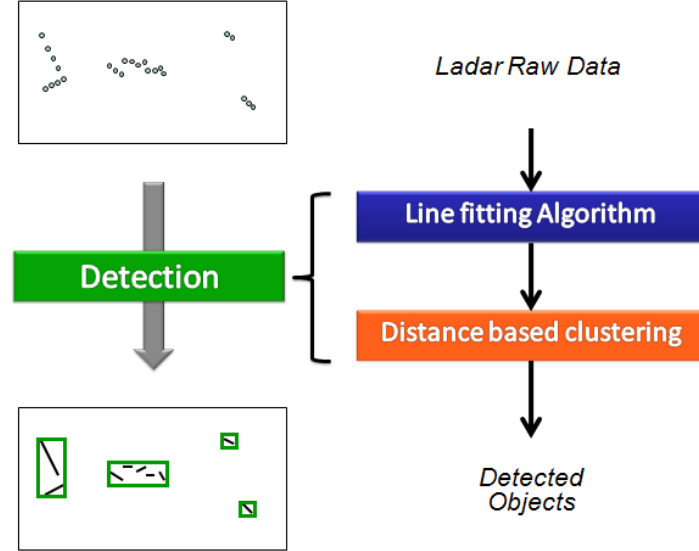 Ladar Raw Data
Line fitting Algorithm
Detection
Distance based clustering
Detected
Objects